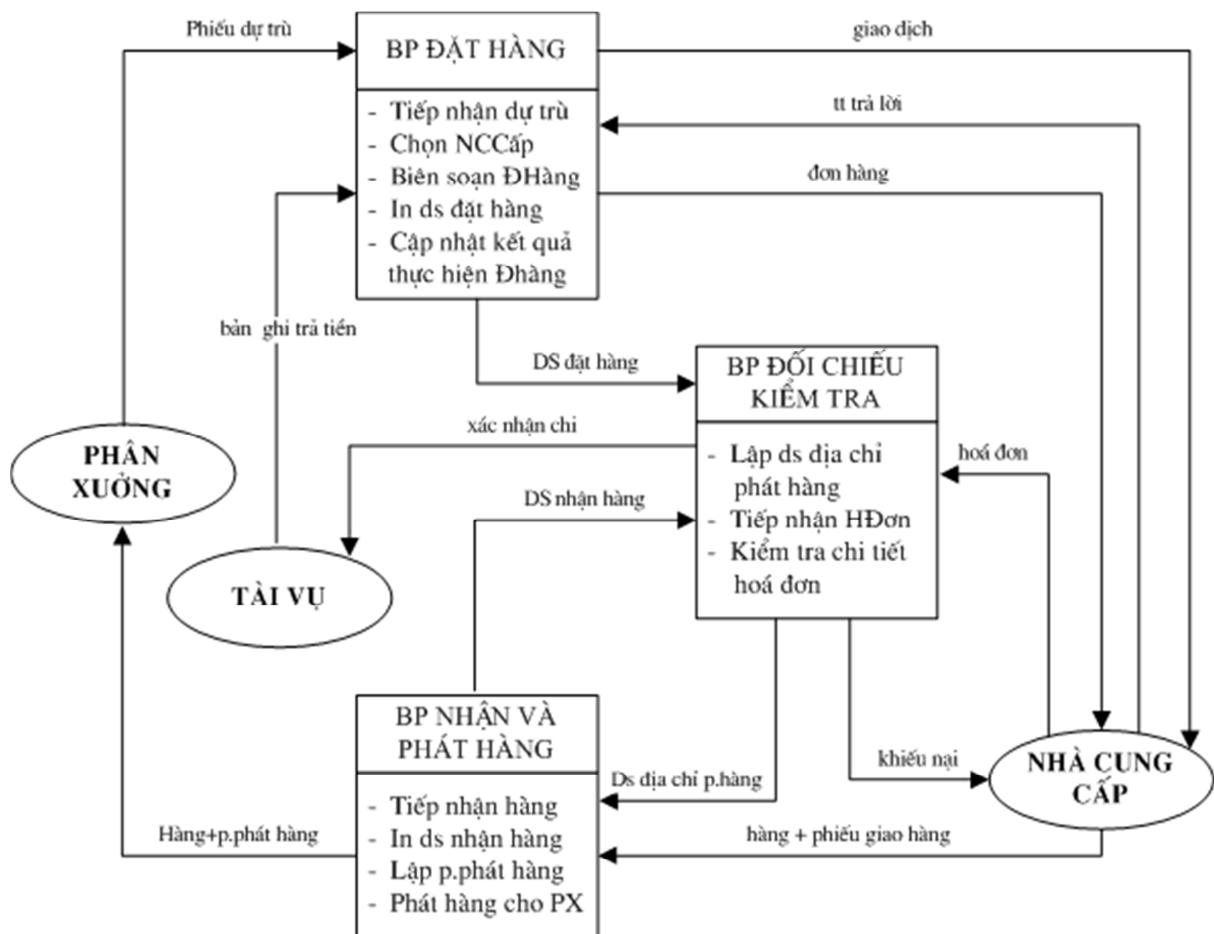 Phiếu dự trù
BP ĐẶT HÀNG
giao dịch
- Tiếp nhận dự trù
- Chọn NCCấp
- Biên soạn ĐHàng
- In ds đặt hàng
- Cập nhật kết quả
thực hiện Đhàng
tt trả lời
đơn hàng
bản ghi trả tiền
DS đặt hàng
BP ĐỐI CHIẾU
KIỂM TRA
- Lập ds địa chỉ
phát hàng
- Tiếp nhận HĐơn
- Kiểm tra chi tiết
hoá đơn
xác nhận chi
hoá đơn
PHÂN
XUỞNG
DS nhận hàng
TÀI VỤ
BP NHẬN VÀ
PHÁT HÀNG
- Tiếp nhận hàng
- In ds nhận hàng
- Lập p.phát hàng
- Phát hàng cho PX
khiếu nại
NHÀ CUNG
CẤP
Ds địa chỉ p.hàng
Hàng+p.phát hàng
hàng + phiếu giao hàng